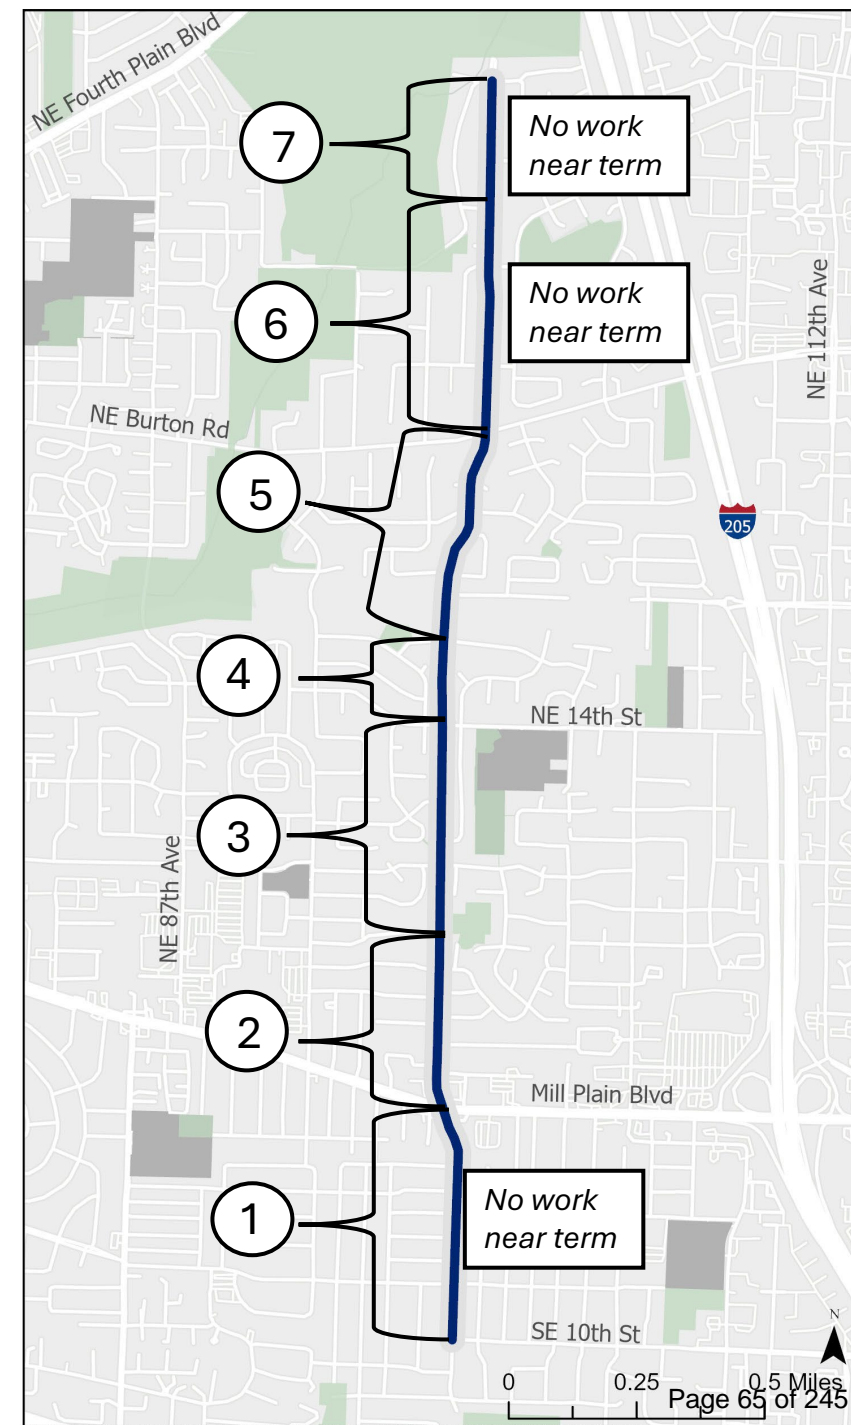 NE Fourth Plain Blvd
7
No work
near term
6
No work
near term
NE 112th Ave
NE Burton Rd
5
205
4
NE 14th St
3
NE 87th Ave
2
Mill Plain Blvd
1
No work
near term
SE 10th St
N
0 0.25 0.5 Miles
Page 65 of 245